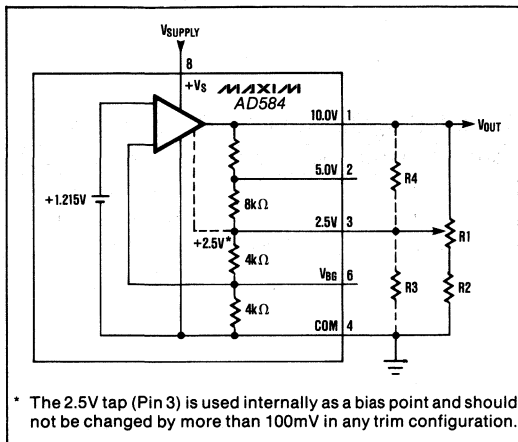 VSUPPLY
8
+VS
MAXIM
AD584
10.0V 1
VOUT
5.0V 2
R4
8kΩ
+1.215V
2.5V 3
+2.5V*
R1
4kΩ
VBG 6
R3
R2
4kΩ
COM 4
* The 2.5V tap (Pin 3) is used internally as a bias point and should
not be changed by more than 100mV in any trim configuration.